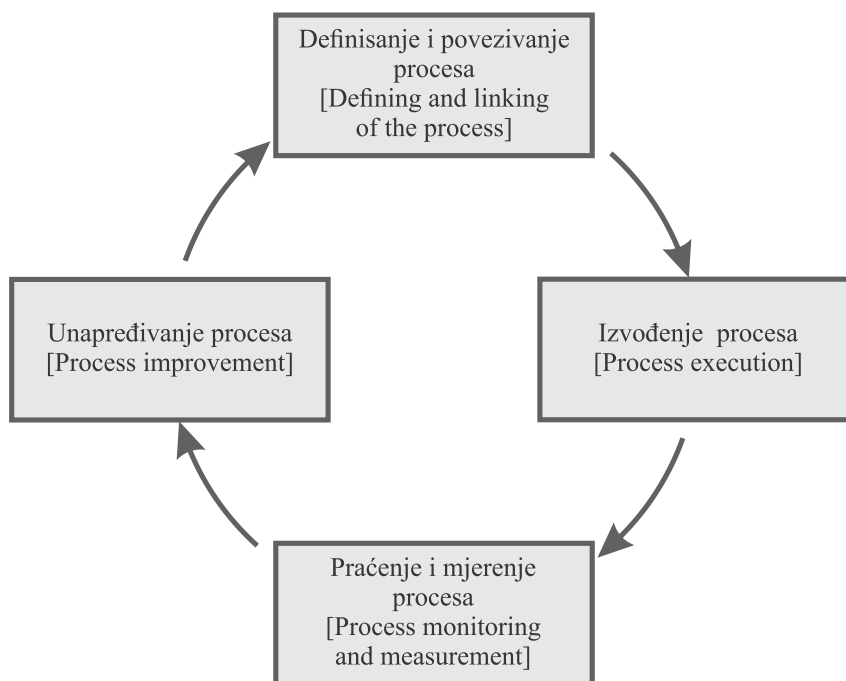 Definisanje i povezivanje
procesa
[Defining and linking
of the process]
Unapređivanje procesa
[Process improvement]
Izvođenje procesa
[Process execution]
Praćenje i mjerenje
procesa
[Process monitoring
and measurement]